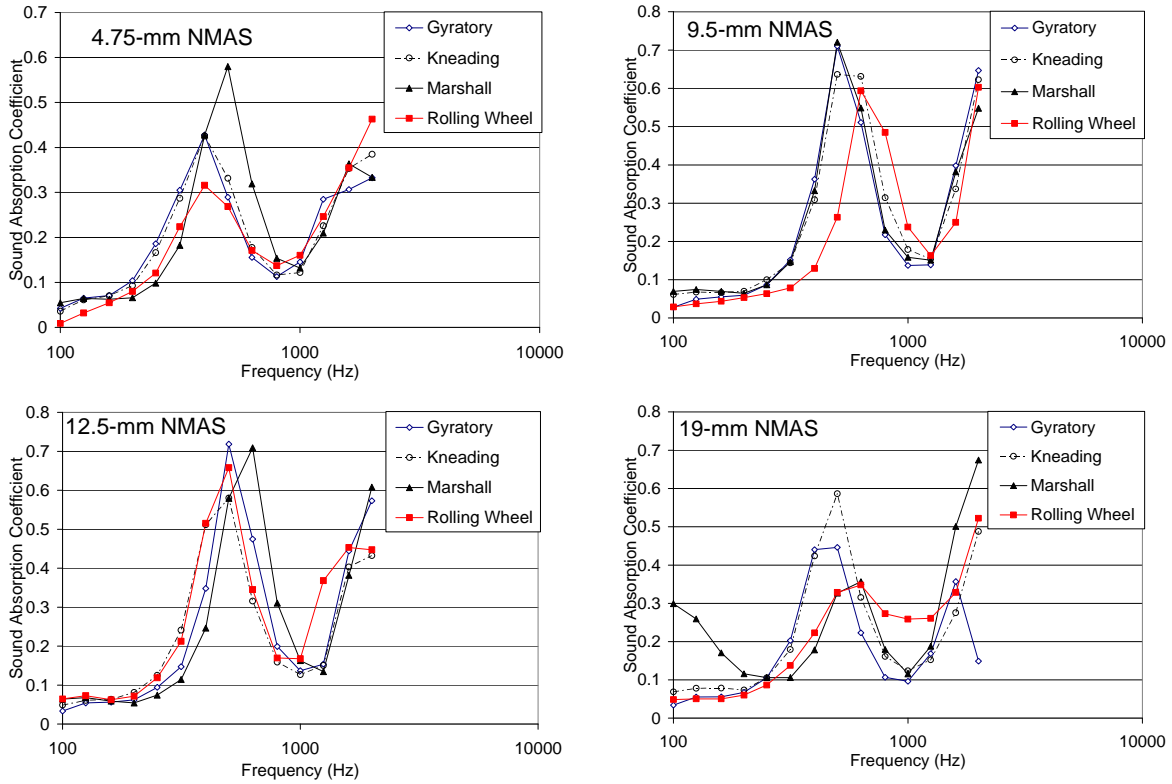 4.75-mm NMAS
Gyratory
Kneading
Marshall
Rolling Wheel
Sound Absorption Coefficient
0.7
0.6
0.5
0.4
0.3
0.2
0.1
0
100
1000
10000
Frequency (Hz)
9.5-mm NMAS
Gyratory
Kneading
Marshall
Rolling Wheel
Sound Absorption Coefficient
0.8
0.7
0.6
0.5
0.4
0.3
0.2
0.1
0
100
1000
10000
Frequency (Hz)
12.5-mm NMAS
Gyratory
Kneading
Marshall
Rolling Wheel
Sound Absorption Coefficient
0.8
0.7
0.6
0.5
0.4
0.3
0.2
0.1
0
100
1000
10000
Frequency (Hz)
19-mm NMAS
Gyratory
Kneading
Marshall
Rolling Wheel
Sound Absorption Coefficient
0.8
0.7
0.6
0.5
0.4
0.3
0.2
0.1
0
100
1000
10000
Frequency (Hz)